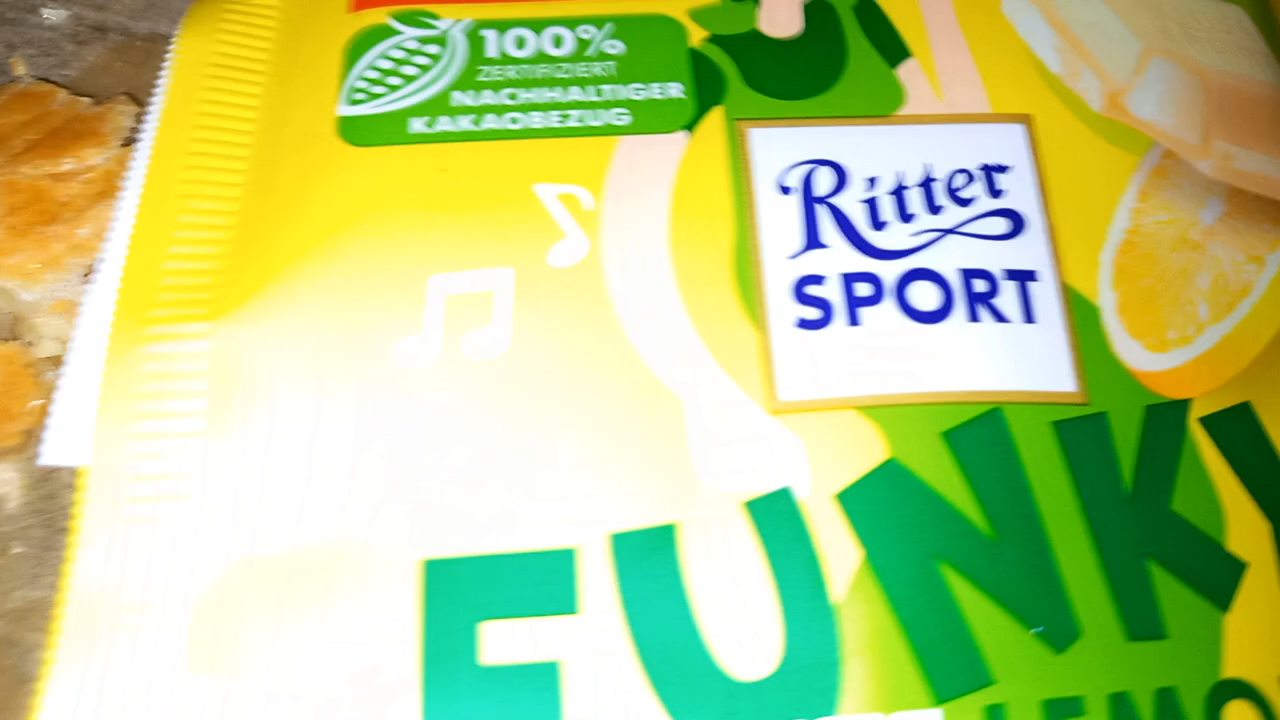 100%
ZERTIFIZIERT
NACHHALTIGER
KAKAOBEZUG
Ritter
SPORT
FUNKY